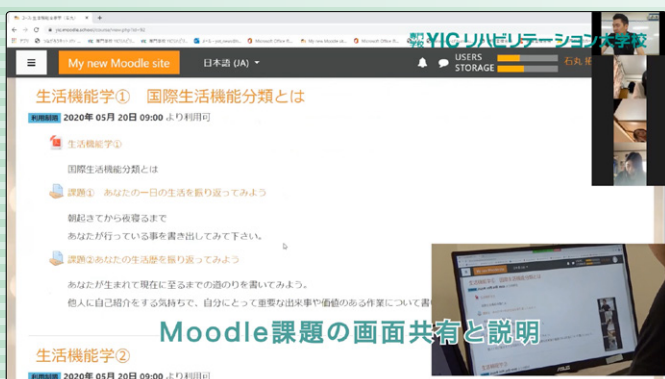 専門学校 YICリハビリテーション大学校
My new Moodle site
日本語 (JA)
USERS
STORAGE
生活機能学① 国際生活機能分類とは
利用制限 2020年 05月 20日 09:00 より利用可
生活機能学①
国際生活機能分類とは
課題① あなたの一日の生活を振り返ってみよう
朝起きてから夜寝るまで
あなたが行っている事を書き出してみて下さい。
課題②あなたの生活歴を振り返ってみよう
あなたが生まれて現在に至るまでの道のりを書いてみよう。
他人に自己紹介をする気持ちで、自分にとって重要な出来事や価値のある作業について書
Moodle課題の画面共有と説明
生活機能学②
利用制限 2020年 05月 20日 09:00 より利用可